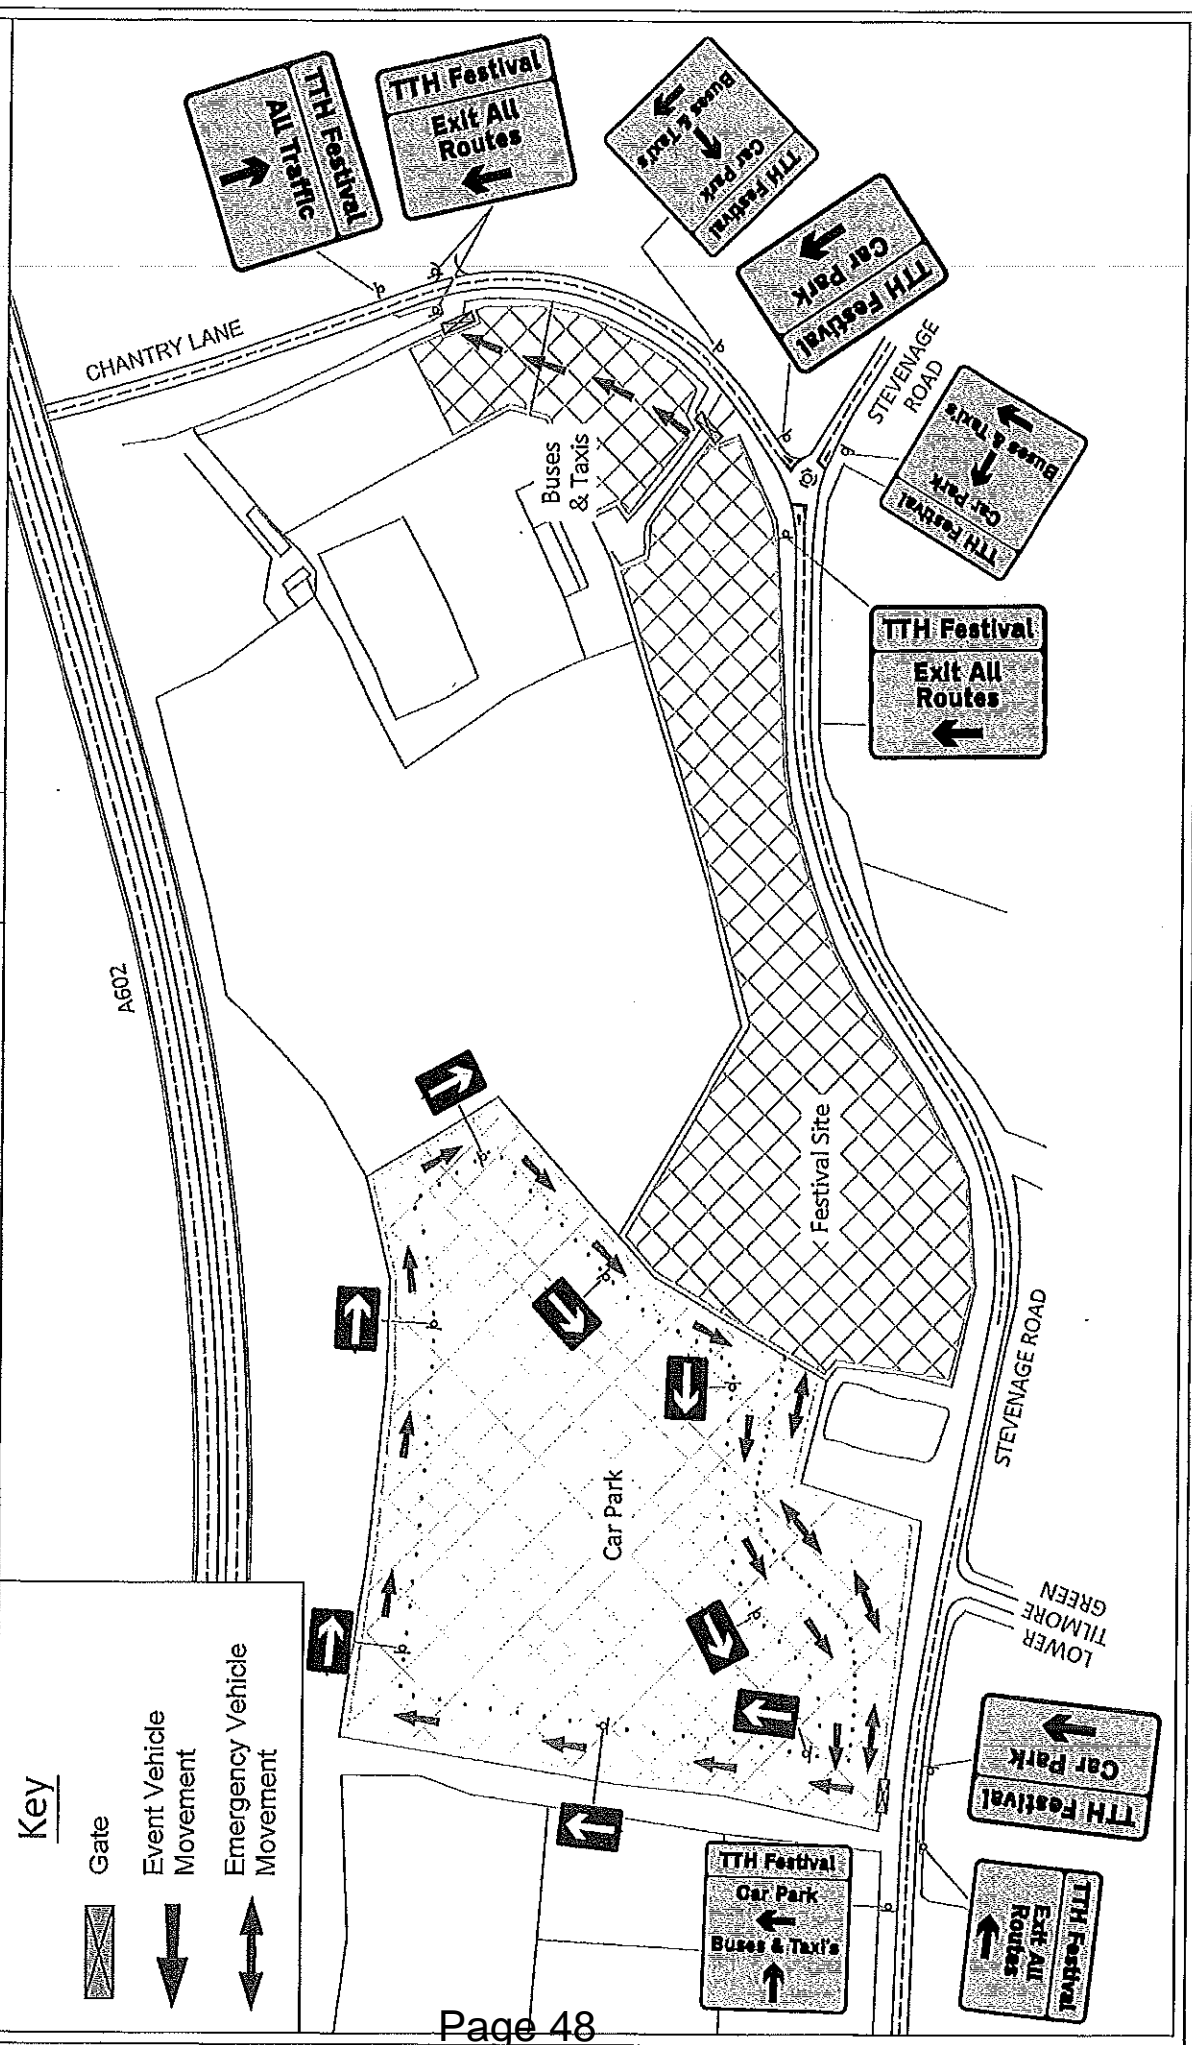 TTH Festival
All Traffic
TTH Festival
Exit All
Routes
TTH Festival
Car Park
Buses & Taxi's
TTH Festival
Car Park
CHANTRY LANE
STEVENAGE
ROAD
TTH Festival
Car Park
Buses & Taxi's
Buses
& Taxis
TTH Festival
Exit All
Routes
A602
Festival Site
STEVENAGE ROAD
Car Park
LOWER
TILMORE
GREEN
Key
Gate
Event Vehicle
Movement
Emergency Vehicle
Movement
TTH Festival
Car Park
TTH Festival
Car Park
Buses & Taxi's
TTH Festival
Exit All
Routes
Page 48